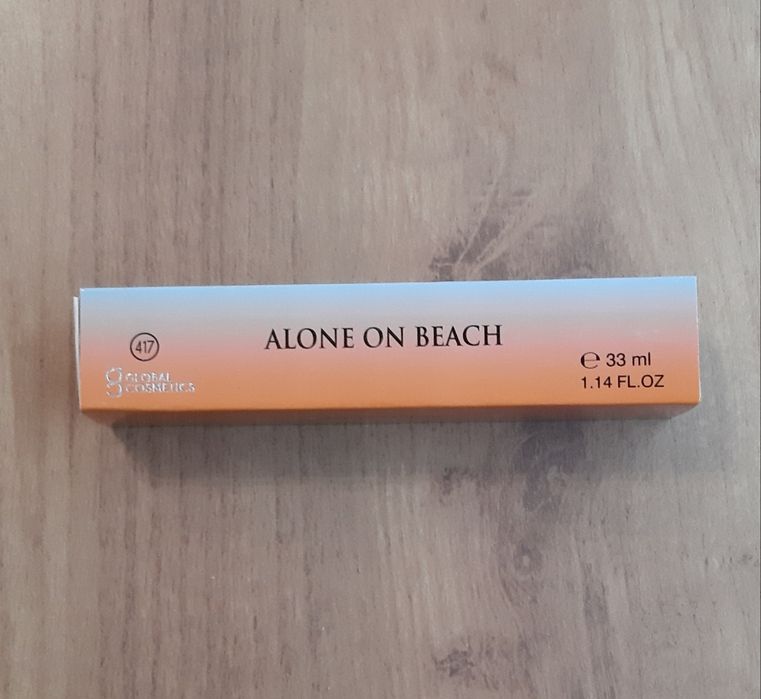 417
ALONE ON BEACH
g GLOBAL
COSMETICS
℮ 33 ml
1.14 FL.OZ